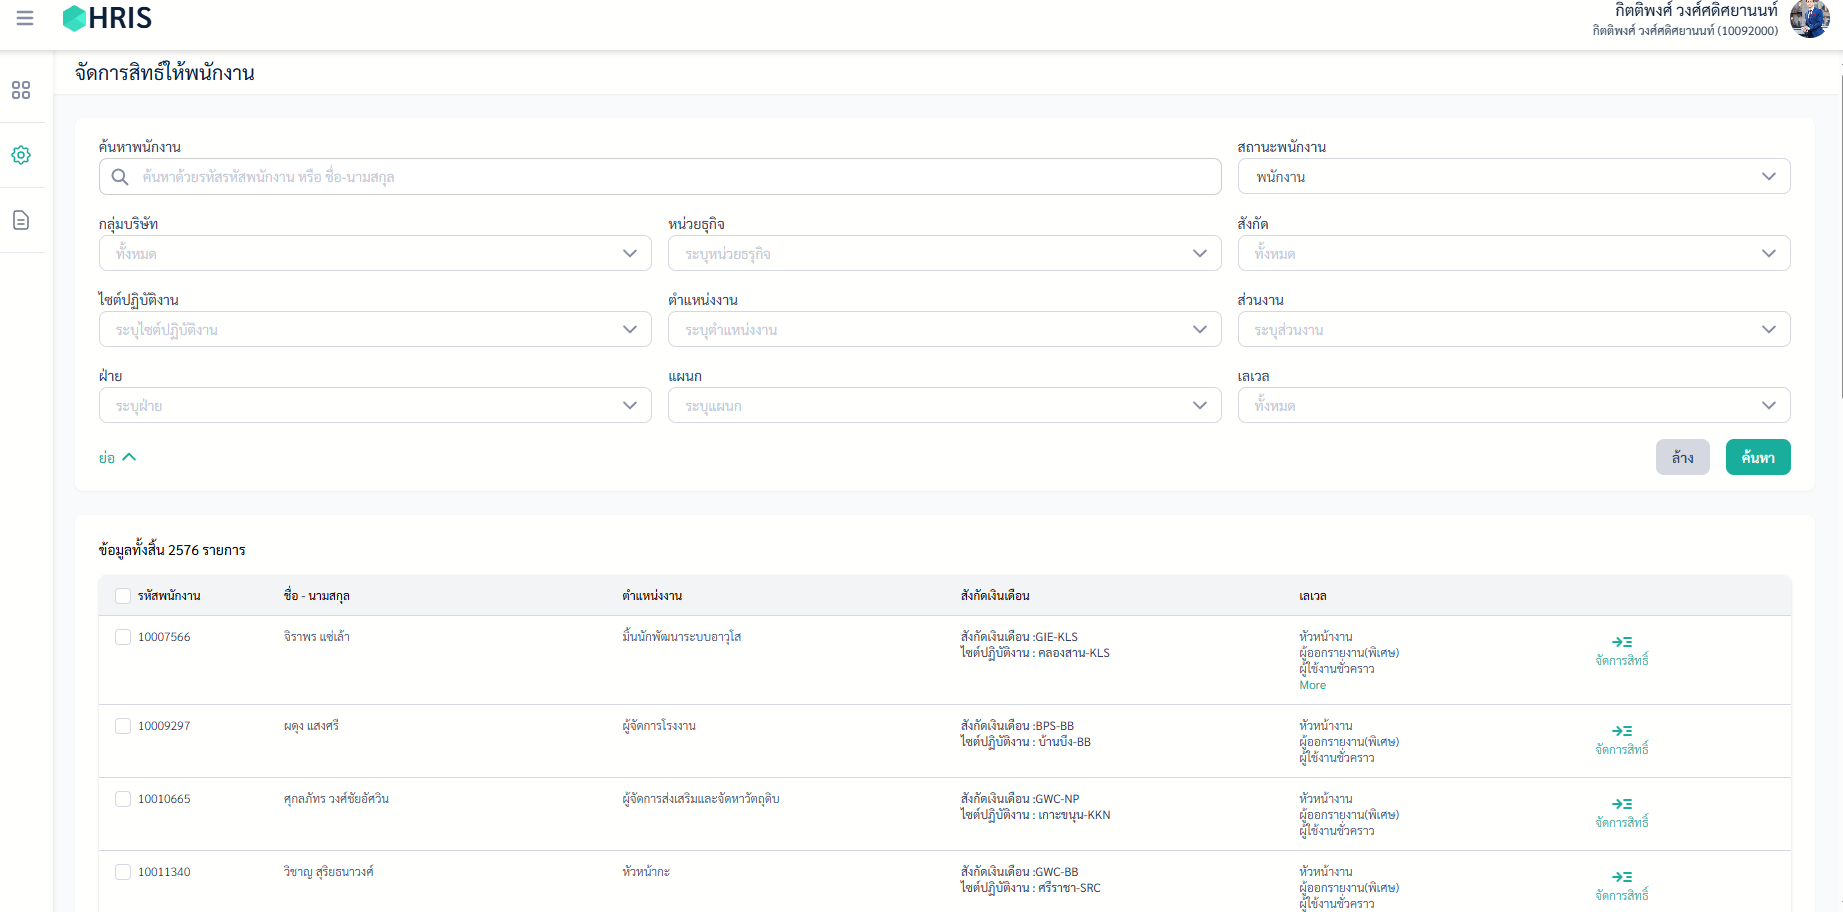 HRIS
กิตติพงศ์ วงศ์ศดิศยานนท์
กิตติพงศ์ วงศ์ศดิศยานนท์ (10092000)
จัดการสิทธ์ให้พนักงาน
ค้นหาพนักงาน
สถานะพนักงาน
ค้นหาด้วยรหัสรหัสพนักงาน หรือ ชื่อ-นามสกุล
พนักงาน
กลุ่มบริษัท
หน่วยธุกิจ
สังกัด
ทั้งหมด
ระบุหน่วยธรุกิจ
ทั้งหมด
ไซต์ปฏิบัติงาน
ตำแหน่งงาน
ส่วนงาน
ระบุไซต์ปฏิบัติงาน
ระบุตำแหน่งงาน
ระบุส่วนงาน
ฝ่าย
แผนก
เลเวล
ระบุฝ่าย
ระบุแผนก
ทั้งหมด
ย่อ
ล้าง
ค้นหา
ข้อมูลทั้งสิ้น 2576 รายการ
รหัสพนักงาน
ชื่อ - นามสกุล
ตำแหน่งงาน
สังกัดเงินเดือน
เลเวล
10007566
จิราพร แซ่เล้า
มิ้นนักพัฒนาระบบอาวุโส
สังกัดเงินเดือน :GIE-KLS
ไซต์ปฏิบัติงาน : คลองสาน-KLS
หัวหน้างาน
ผู้ออกรายงาน(พิเศษ)
ผู้ใช้งานชั่วคราว
More
จัดการสิทธิ์
10009297
ผดุง แสงศรี
ผู้จัดการโรงงาน
สังกัดเงินเดือน :BPS-BB
ไซต์ปฏิบัติงาน : บ้านบึง-BB
หัวหน้างาน
ผู้ออกรายงาน(พิเศษ)
ผู้ใช้งานชั่วคราว
จัดการสิทธิ์
10010665
ศุกลภัทร วงศ์ชัยอัศวิน
ผู้จัดการส่งเสริมและจัดหาวัตถุดิบ
สังกัดเงินเดือน :GWC-NP
ไซต์ปฏิบัติงาน : เกาะขนุน-KKN
หัวหน้างาน
ผู้ออกรายงาน(พิเศษ)
ผู้ใช้งานชั่วคราว
จัดการสิทธิ์
10011340
วิชาญ สุริยธนาวงศ์
หัวหน้ากะ
สังกัดเงินเดือน :GWC-BB
ไซต์ปฏิบัติงาน : ศรีราชา-SRC
หัวหน้างาน
ผู้ออกรายงาน(พิเศษ)
ผู้ใช้งานชั่วคราว
จัดการสิทธิ์